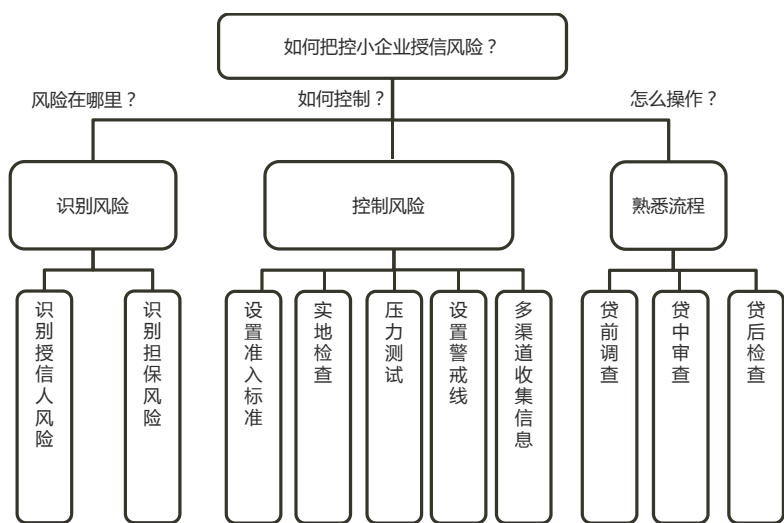 如何把控小企业授信风险？
风险在哪里？
如何控制？
怎么操作？
识别风险
控制风险
熟悉流程
识别授信人风险
识别担保风险
设置准入标准
实地检查
压力测试
设置警戒线
多渠道收集信息
贷前调查
贷中审查
贷后检查